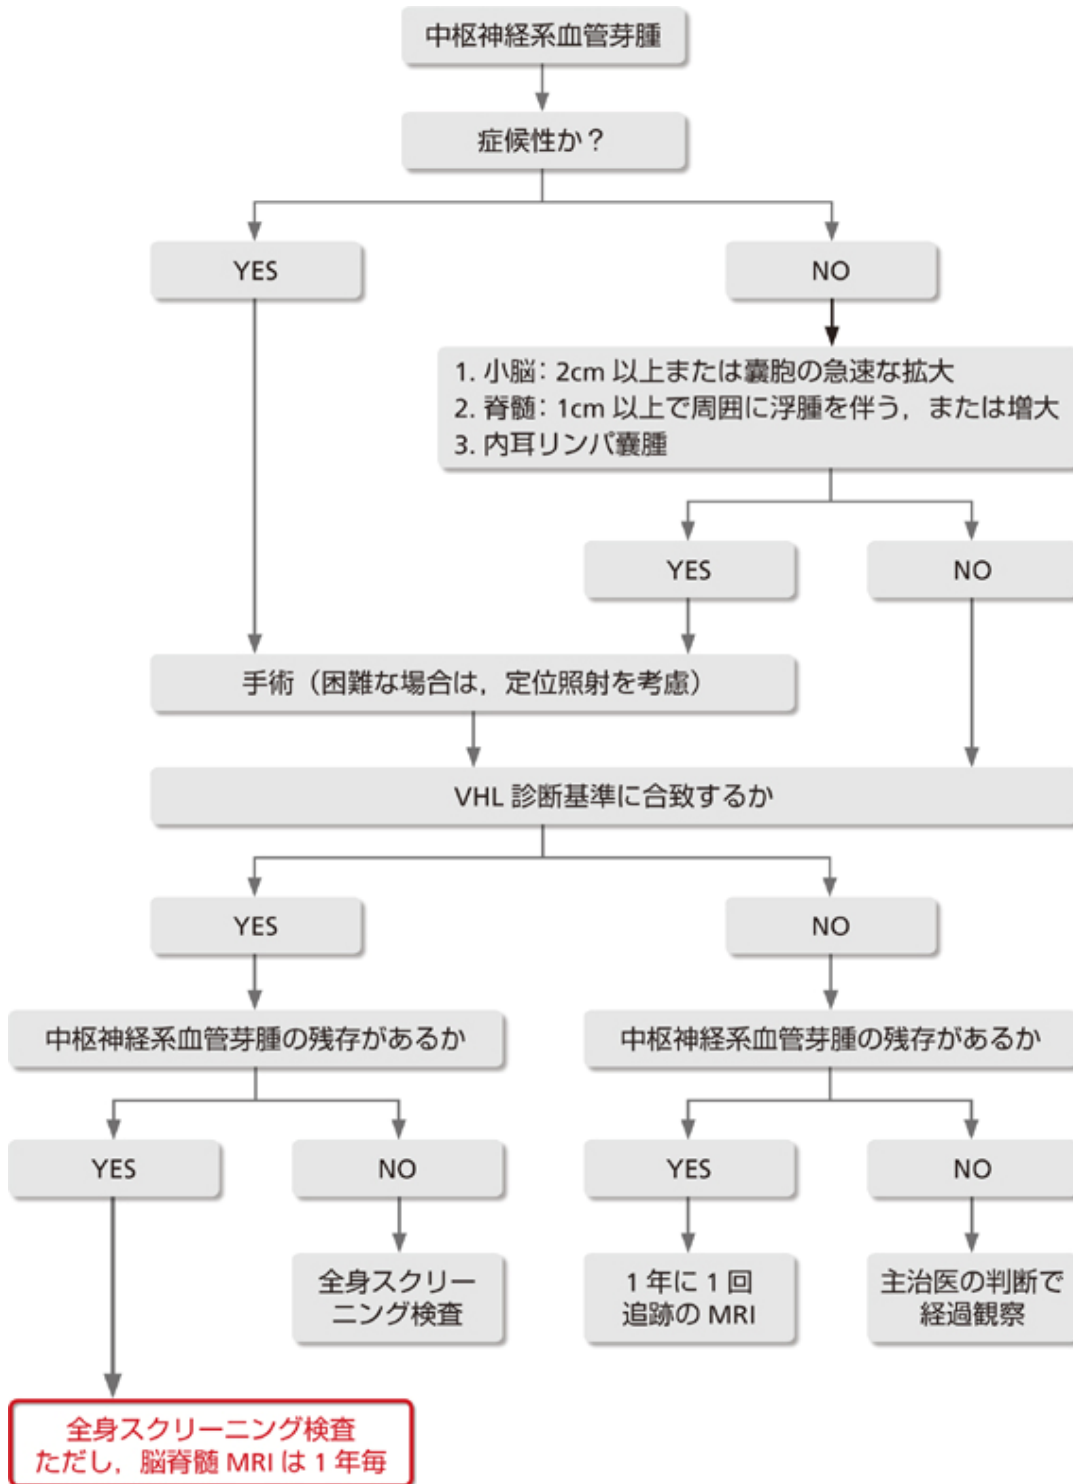 中枢神経系血管芽腫
症候性か？
YES
NO
1. 小脳：2cm 以上または嚢胞の急速な拡大
2. 脊髄：1cm 以上で周囲に浮腫を伴う，または増大
3. 内耳リンパ嚢腫
YES
NO
手術（困難な場合は，定位照射を考慮）
VHL 診断基準に合致するか
YES
NO
中枢神経系血管芽腫の残存があるか
中枢神経系血管芽腫の残存があるか
YES
NO
YES
NO
全身スクリー
ニング検査
1 年に 1 回
追跡の MRI
主治医の判断で
経過観察
全身スクリーニング検査
ただし，脳脊髄 MRI は 1 年毎